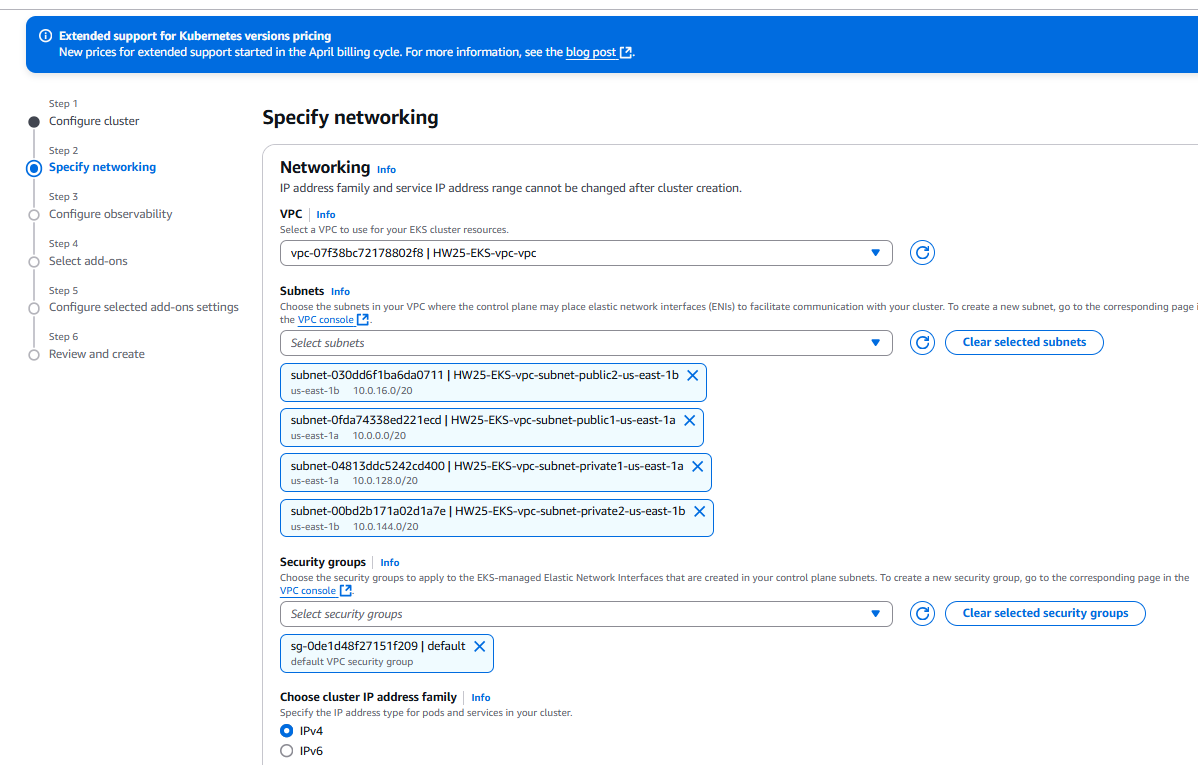 Extended support for Kubernetes versions pricing
New prices for extended support started in the April billing cycle. For more information, see the blog post.
Step 1
Configure cluster
Step 2
Specify networking
Step 3
Configure observability
Step 4
Select add-ons
Step 5
Configure selected add-ons settings
Step 6
Review and create
Specify networking
Networking Info
IP address family and service IP address range cannot be changed after cluster creation.
VPC Info
Select a VPC to use for your EKS cluster resources.
vpc-07f38bc72178802f8 | HW25-EKS-vpc-vpc
Subnets Info
Choose the subnets in your VPC where the control plane may place elastic network interfaces (ENIs) to facilitate communication with your cluster. To create a new subnet, go to the corresponding page
the VPC console.
Select subnets
Clear selected subnets
subnet-030dd6f1ba6da0711 | HW25-EKS-vpc-subnet-public2-us-east-1b
us-east-1b 10.0.16.0/20
subnet-0fda74338ed221ecd | HW25-EKS-vpc-subnet-public1-us-east-1a
us-east-1a 10.0.0.0/20
subnet-04813ddc5242cd400 | HW25-EKS-vpc-subnet-private1-us-east-1a
us-east-1a 10.0.128.0/20
subnet-00bd2b171a02d1a7e | HW25-EKS-vpc-subnet-private2-us-east-1b
us-east-1b 10.0.144.0/20
Security groups Info
Choose the security groups to apply to the EKS-managed Elastic Network Interfaces that are created in your control plane subnets. To create a new security group, go to the corresponding page in the
VPC console.
Select security groups
Clear selected security groups
sg-0de1d48f27151f209 | default
default VPC security group
Choose cluster IP address family Info
Specify the IP address type for pods and services in your cluster.
IPv4
IPv6